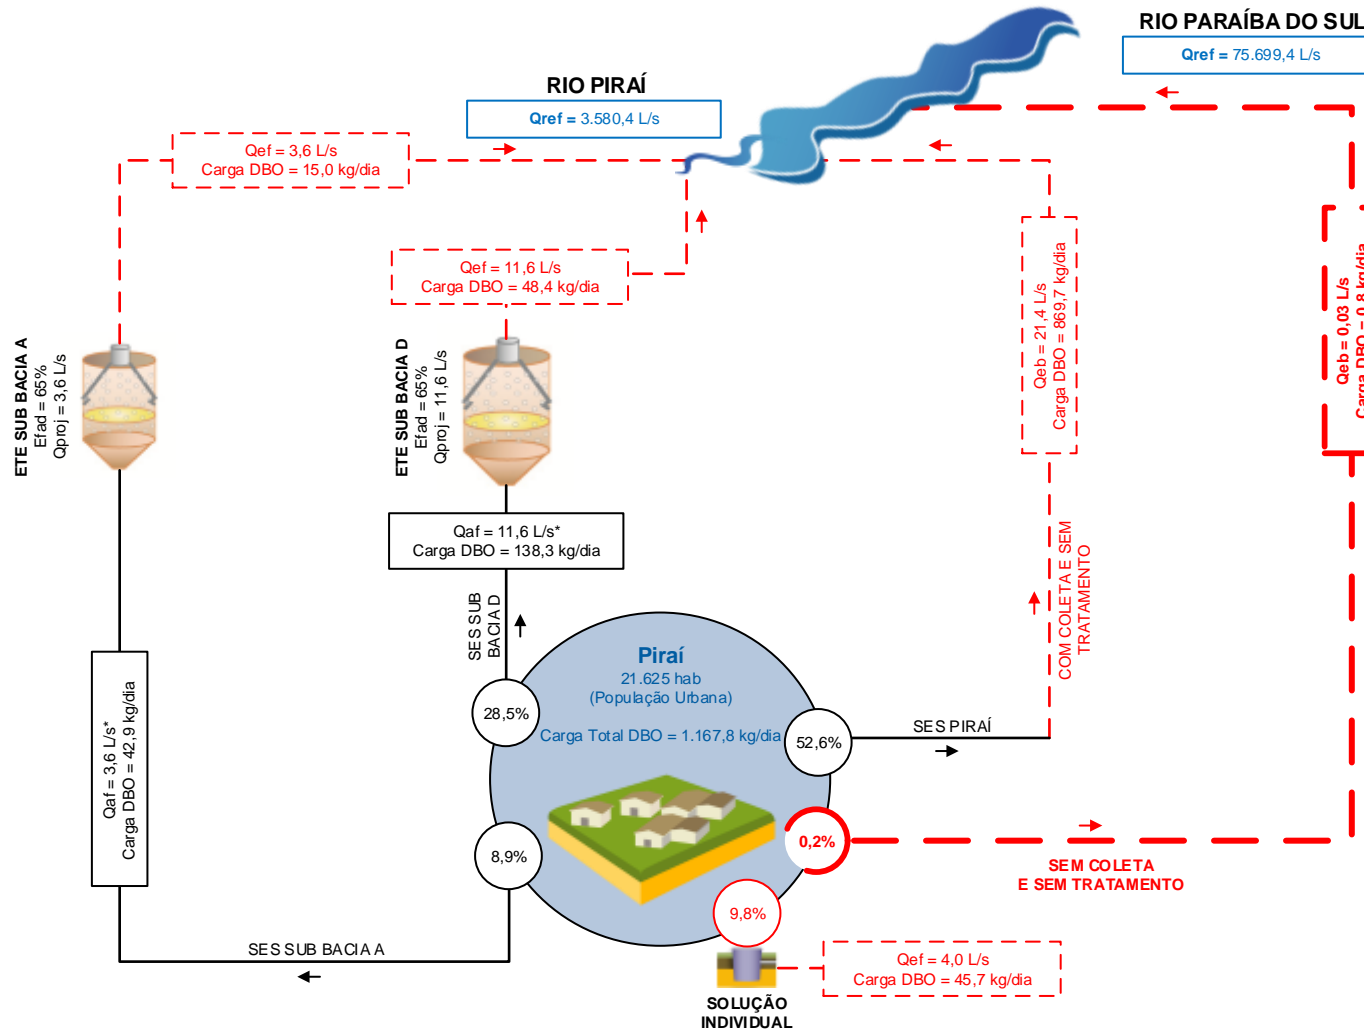 RIO PARAÍBA DO SUL
Qref = 75.699,4 L/s
RIO PIRAÍ
Qref = 3.580,4 L/s
Qef = 3,6 L/s
Carga DBO = 15,0 kg/dia
Qef = 11,6 L/s
Carga DBO = 48,4 kg/dia
Qeb = 21,4 L/s
Carga DBO = 869,7 kg/dia
Qeb = 0,03 L/s
Carga DBO = 0,8 kg/dia
ETE SUB BACIA A
Efad = 65%
Qproj = 3,6 L/s
ETE SUB BACIA D
Efad = 65%
Qproj = 11,6 L/s
Qaf = 11,6 L/s*
Carga DBO = 138,3 kg/dia
SES SUB
BACIA D
COM COLETA E SEM
TRATAMENTO
Qaf = 3,6 L/s*
Carga DBO = 42,9 kg/dia
Piraí
21.625 hab
(População Urbana)
Carga Total DBO = 1.167,8 kg/dia
28,5%
52,6%
SES PIRAÍ
8,9%
0,2%
SEM COLETA
E SEM TRATAMENTO
9,8%
SES SUB BACIA A
Qef = 4,0 L/s
Carga DBO = 45,7 kg/dia
SOLUÇÃO
INDIVIDUAL